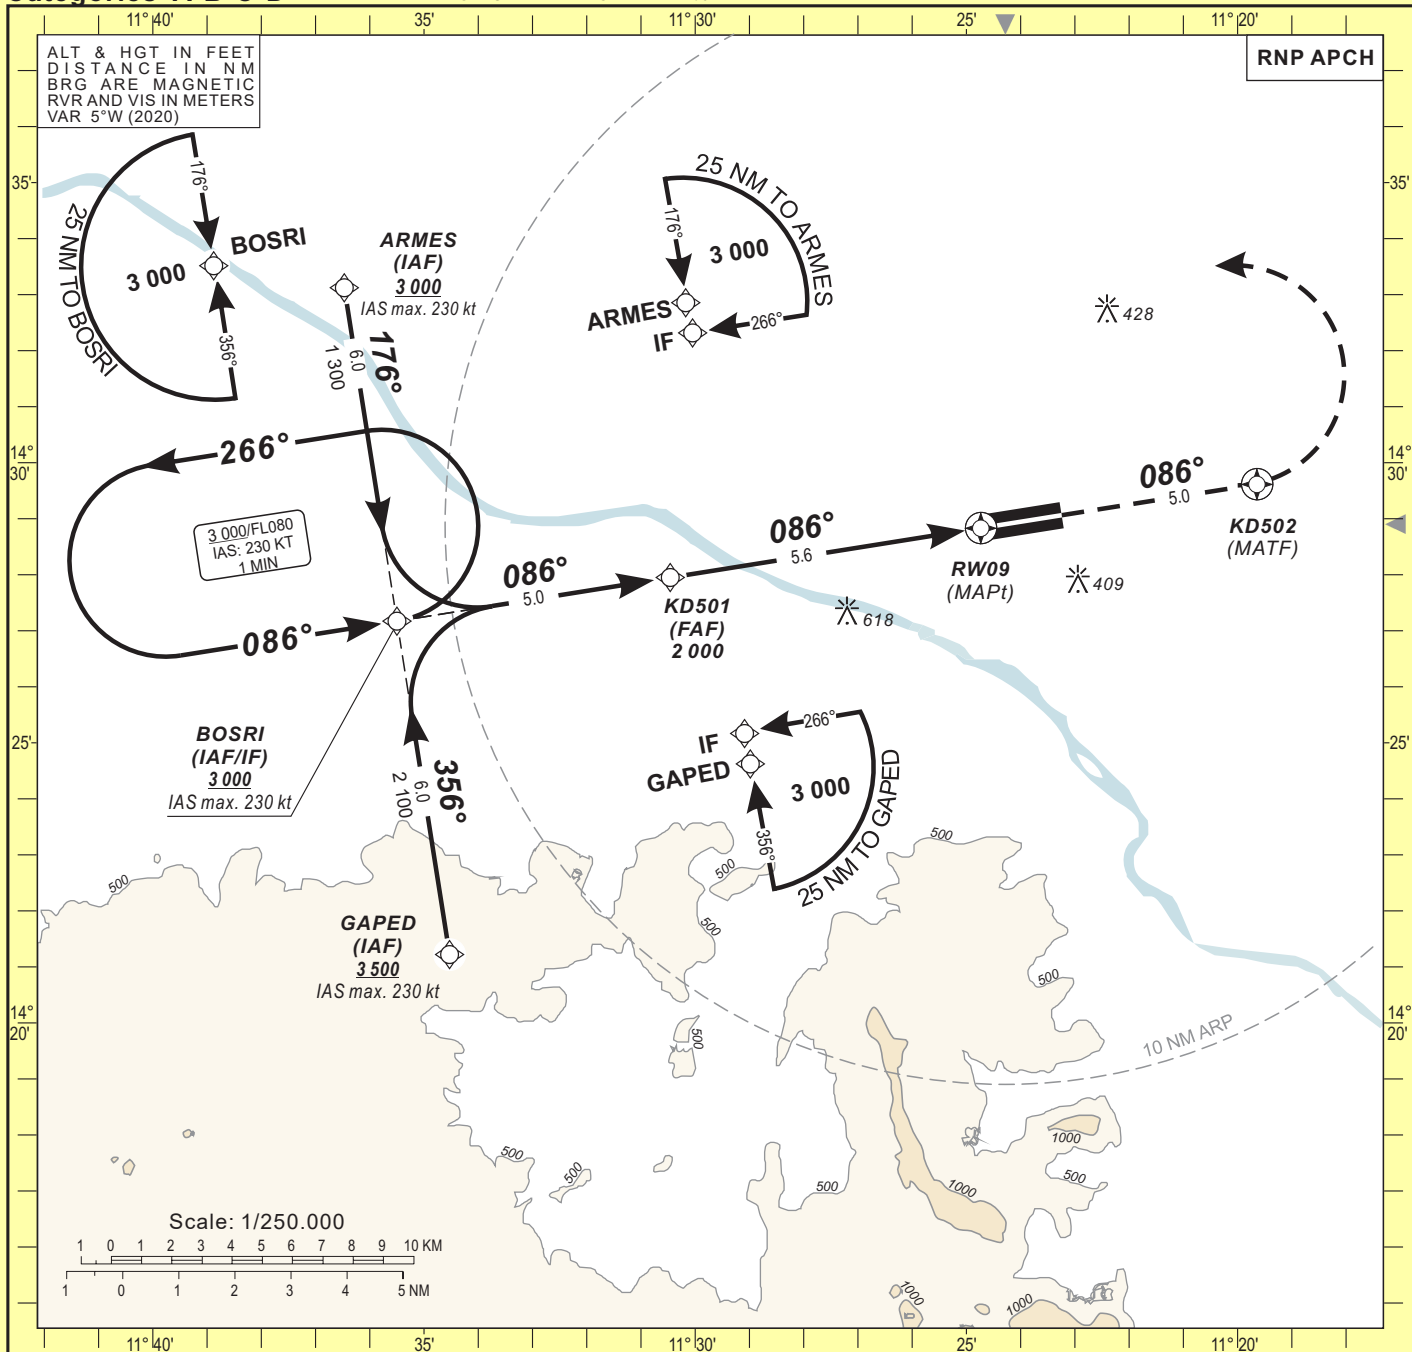 11° 40'
35'
11° 30'
25'
11° 20'
ALT & HGT IN FEET
DISTANCE IN NM
BRG ARE MAGNETIC
RVR AND VIS IN METERS
VAR 5°W (2020)
RNP APCH
176°
25 NM TO BOSRI
BOSRI
3 000
356°
ARMES
(IAF)
3 000
IAS max. 230 kt
25 NM TO ARMES
176°
3 000
ARMES
IF
266°
428
35'
35'
176°
6.0
1 300
266°
3 000/FL080
IAS: 230 KT
1 MIN
086°
14°
30'
14°
30'
086°
5.0
KD501
(FAF)
2 000
086°
5.6
RW09
(MAPt)
086°
5.0
KD502
(MATF)
409
618
BOSRI
(IAF/IF)
3 000
IAS max. 230 kt
25'
25'
356°
6.0
2 100
IF
GAPED
266°
3 000
356°
25 NM TO GAPED
GAPED
(IAF)
3 500
IAS max. 230 kt
500
500
500
500
500
500
500
500
500
500
14°
20'
14°
20'
10 NM ARP
1000
1000
1000
1000
Scale: 1/250.000
1 0 1 2 3 4 5 6 7 8 9 10 KM
1 0 1 2 3 4 5 NM
11° 40'
35'
11° 30'
25'
11° 20'